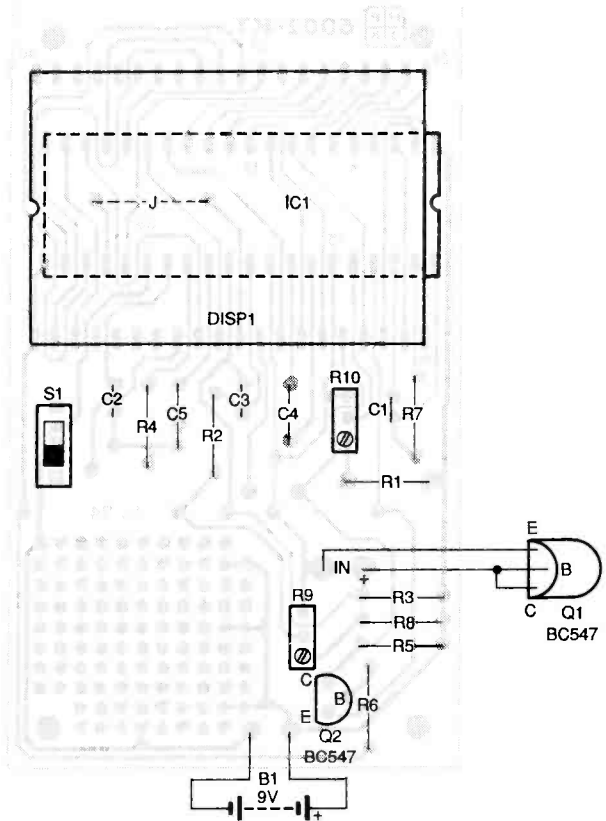 6002-KT
J
IC1
DISP1
S1
C2
R4
C5
R2
C3
C4
R10
C1
R7
R1
E
IN
B
+
R9
R3
C
Q1
BC547
R8
R5
C
B
R6
E
Q2
BC547
B1
9V
+